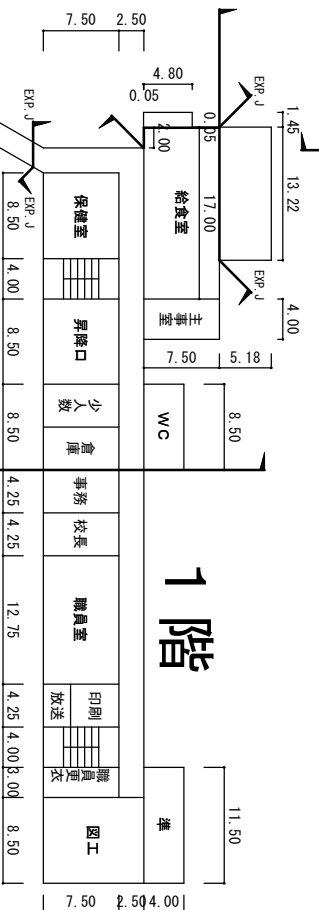 7.50
2.50
4.80
0.05
EXP.J
1.45
0.05
2.00
13.22
17.00
給食室
EXP.J
EXP.J
EXP.J
保健室
8.50
4.00
4.00
主事室
昇降口
8.50
7.50
5.18
少人数
WC
8.50
8.50
倉庫
事務
4.25
校長
4.25
1階
職員室
12.75
印刷
放送
4.25
4.00
職員更衣
3.00
準
11.50
図工
8.50
7.50
2.50
4.00